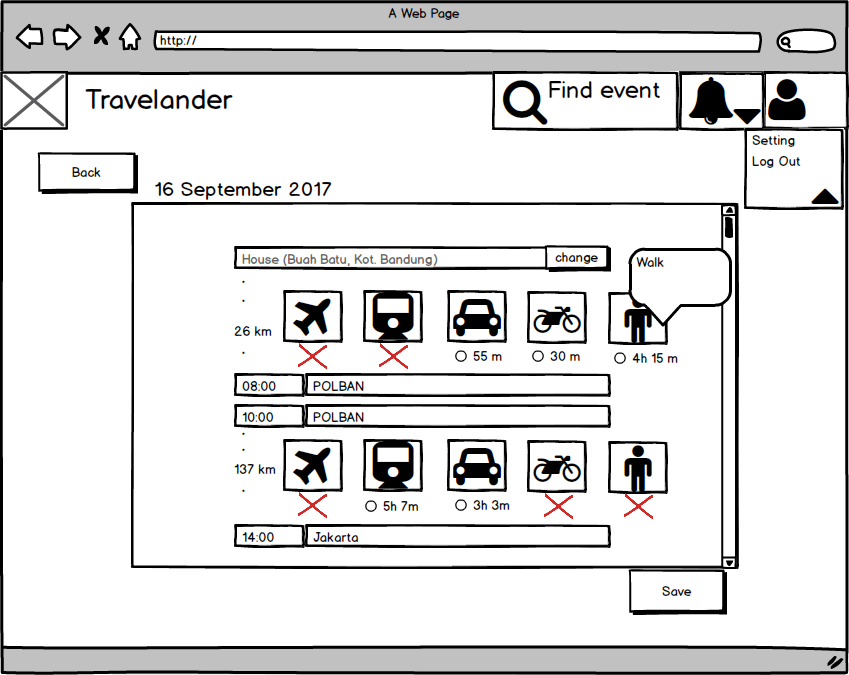 A Web Page
http://
Travelander
Find event
Setting
Log Out
Back
16 September 2017
House (Buah Batu, Kot. Bandung)
change
Walk
26 km
55 m
30 m
4h 15 m
08:00
POLBAN
10:00
POLBAN
137 km
5h 7m
3h 3m
14:00
Jakarta
Save